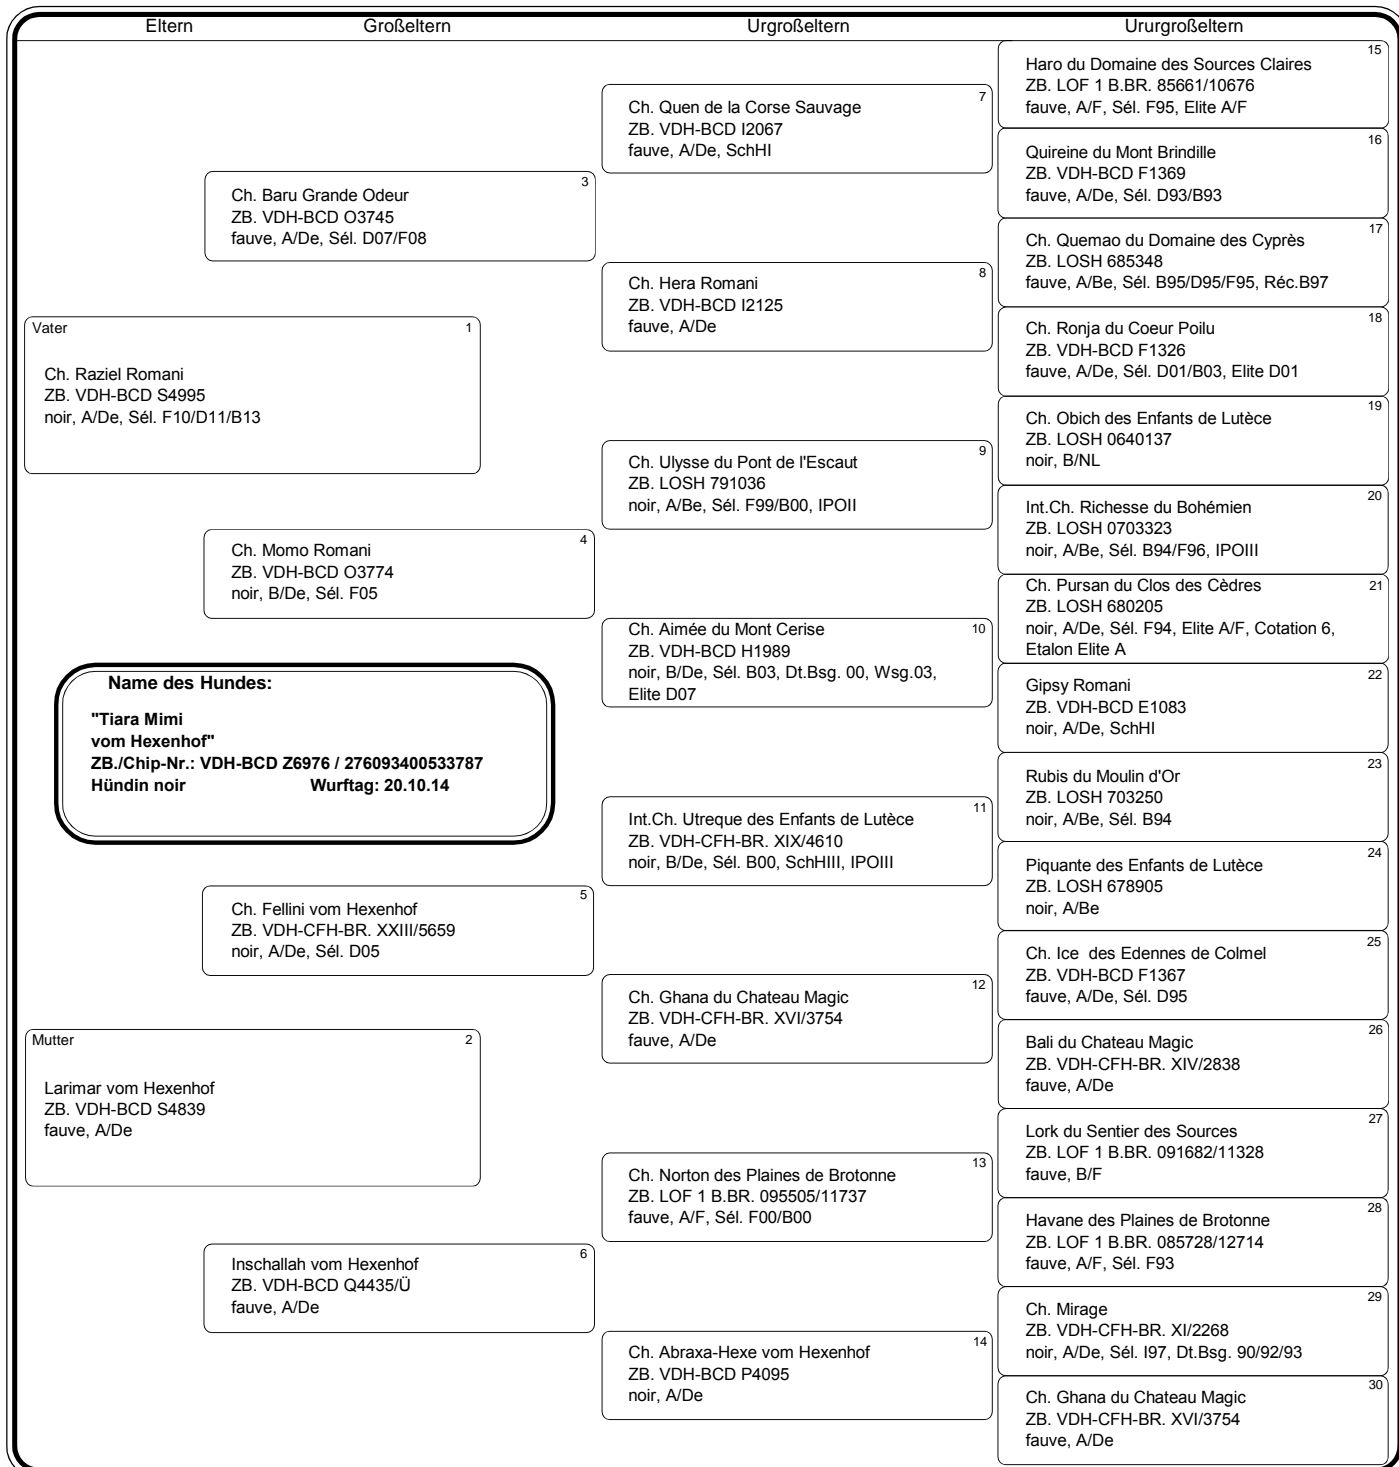 Eltern Großeltern Urgroßeltern Ururgroßeltern
Vater 1
Ch. Raziel Romani
ZB. VDH-BCD S4995
noir, A/De, Sél. F10/D11/B13
Mutter 2
Larimar vom Hexenhof
ZB. VDH-BCD S4839
fauve, A/De
3
Ch. Baru Grande Odeur
ZB. VDH-BCD O3745
fauve, A/De, Sél. D07/F08
4
Ch. Momo Romani
ZB. VDH-BCD O3774
noir, B/De, Sél. F05
Name des Hundes:
"Tiara Mimi
vom Hexenhof"
ZB./Chip-Nr.: VDH-BCD Z6976 / 276093400533787
Hündin noir Wurftag: 20.10.14
5
Ch. Fellini vom Hexenhof
ZB. VDH-CFH-BR. XXIII/5659
noir, A/De, Sél. D05
6
Inschallah vom Hexenhof
ZB. VDH-BCD Q4435/Ü
fauve, A/De
7
Ch. Quen de la Corse Sauvage
ZB. VDH-BCD I2067
fauve, A/De, SchHI
8
Ch. Hera Romani
ZB. VDH-BCD I2125
fauve, A/De
9
Ch. Ulysse du Pont de l'Escaut
ZB. LOSH 791036
noir, A/Be, Sél. F99/B00, IPOII
10
Ch. Aimée du Mont Cerise
ZB. VDH-BCD H1989
noir, B/De, Sél. B03, Dt.Bsg. 00, Wsg.03,
Elite D07
11
Int.Ch. Utreque des Enfants de Lutèce
ZB. VDH-CFH-BR. XIX/4610
noir, B/De, Sél. B00, SchHIII, IPOIII
12
Ch. Ghana du Chateau Magic
ZB. VDH-CFH-BR. XVI/3754
fauve, A/De
13
Ch. Norton des Plaines de Brotonne
ZB. LOF 1 B.BR. 095505/11737
fauve, A/F, Sél. F00/B00
14
Ch. Abraxa-Hexe vom Hexenhof
ZB. VDH-BCD P4095
noir, A/De
15
Haro du Domaine des Sources Claires
ZB. LOF 1 B.BR. 85661/10676
fauve, A/F, Sél. F95, Elite A/F
16
Quireine du Mont Brindille
ZB. VDH-BCD F1369
fauve, A/De, Sél. D93/B93
17
Ch. Quemao du Domaine des Cyprès
ZB. LOSH 685348
fauve, A/Be, Sél. B95/D95/F95, Réc.B97
18
Ch. Ronja du Coeur Poilu
ZB. VDH-BCD F1326
fauve, A/De, Sél. D01/B03, Elite D01
19
Ch. Obich des Enfants de Lutèce
ZB. LOSH 0640137
noir, B/NL
20
Int.Ch. Richesse du Bohémien
ZB. LOSH 0703323
noir, A/Be, Sél. B94/F96, IPOIII
21
Ch. Pursan du Clos des Cèdres
ZB. LOSH 680205
noir, A/De, Sél. F94, Elite A/F, Cotation 6,
Etalon Elite A
22
Gipsy Romani
ZB. VDH-BCD E1083
noir, A/De, SchHI
23
Rubis du Moulin d'Or
ZB. LOSH 703250
noir, A/Be, Sél. B94
24
Piquante des Enfants de Lutèce
ZB. LOSH 678905
noir, A/Be
25
Ch. Ice des Edennes de Colmel
ZB. VDH-BCD F1367
fauve, A/De, Sél. D95
26
Bali du Chateau Magic
ZB. VDH-CFH-BR. XIV/2838
fauve, A/De
27
Lork du Sentier des Sources
ZB. LOF 1 B.BR. 091682/11328
fauve, B/F
28
Havane des Plaines de Brotonne
ZB. LOF 1 B.BR. 085728/12714
fauve, A/F, Sél. F93
29
Ch. Mirage
ZB. VDH-CFH-BR. XI/2268
noir, A/De, Sél. I97, Dt.Bsg. 90/92/93
30
Ch. Ghana du Chateau Magic
ZB. VDH-CFH-BR. XVI/3754
fauve, A/De